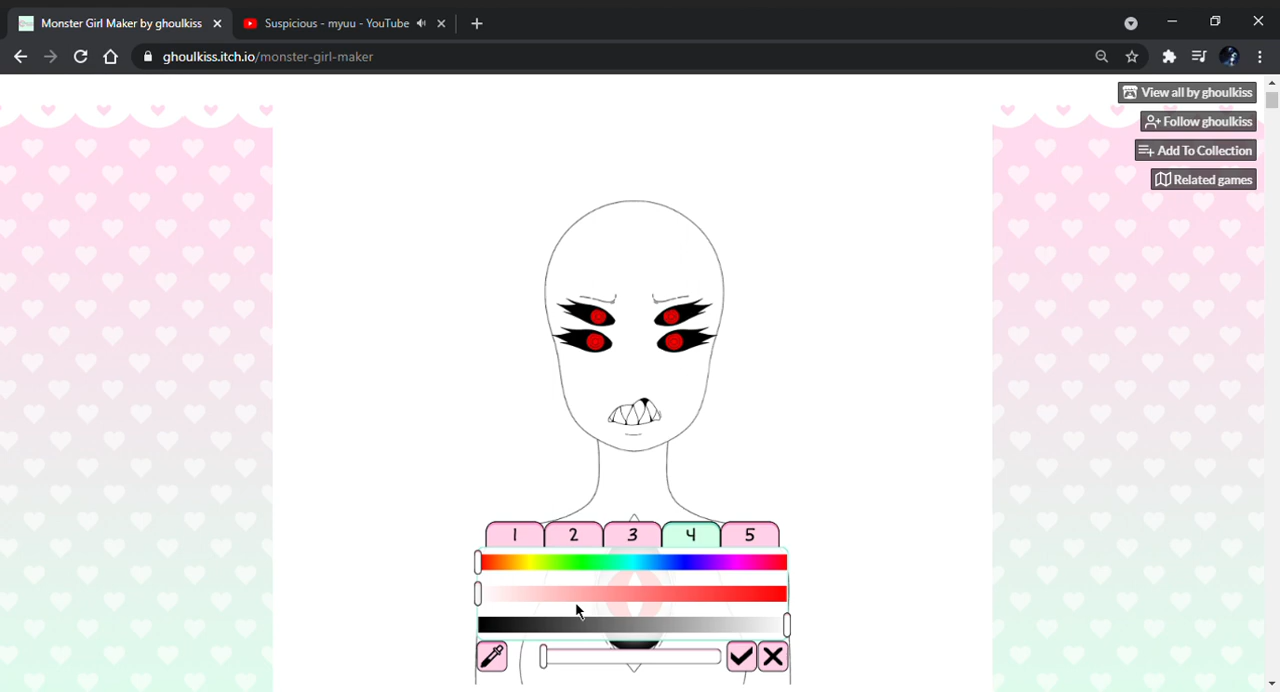 Monster Girl Maker by ghoulkiss
Suspicious - myuu - YouTube
ghoulkiss.itch.io/monster-girl-maker
View all by ghoulkiss
Follow ghoulkiss
Add To Collection
Related games
1 2 3 4 5